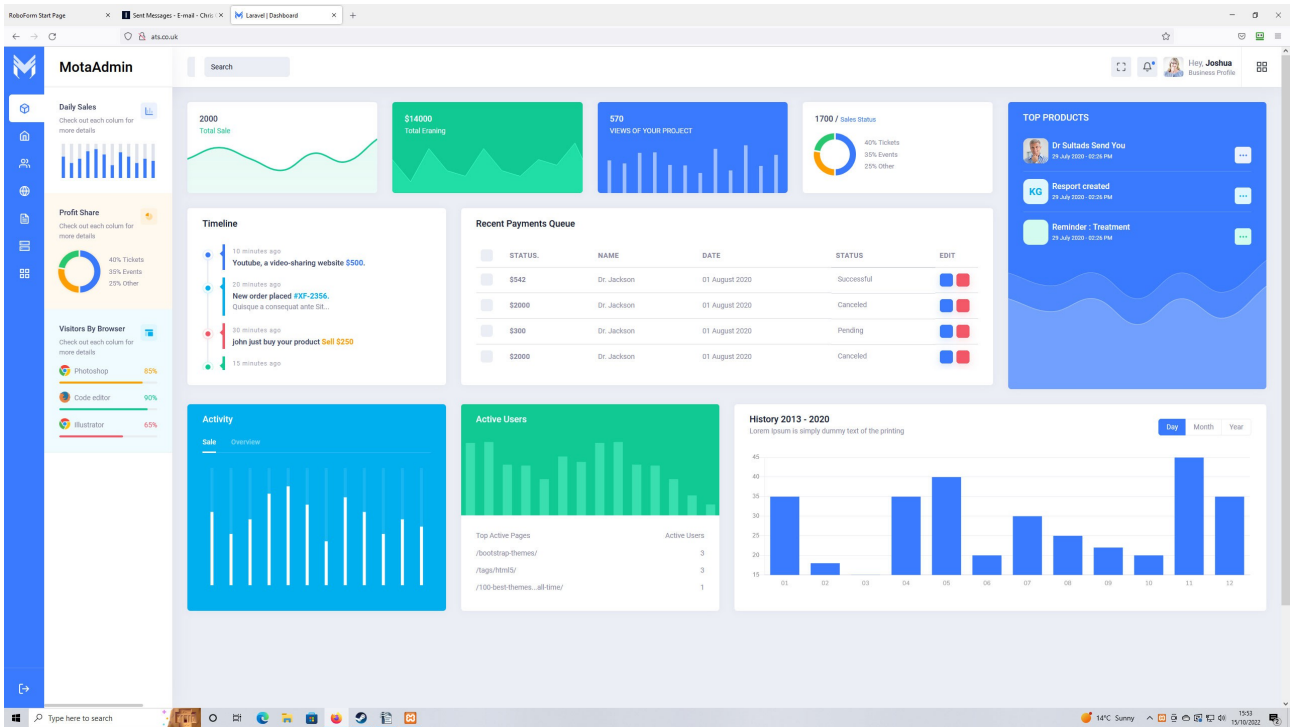 RoboForm Start Page
Sent Messages - E-mail - Chris
Laravel | Dashboard
ats.co.uk
MotaAdmin
Search
Hey, Joshua
Business Profile
Daily Sales
Check out each colum for
more details
Profit Share
Check out each colum for
more details
40% Tickets
35% Events
25% Other
Visitors By Browser
Check out each colum for
more details
Photoshop 85%
Code editor 90%
Illustrator 65%
2000
Total Sale
$14000
Total Eraning
570
VIEWS OF YOUR PROJECT
1700 / Sales Status
40% Tickets
35% Events
25% Other
TOP PRODUCTS
Dr Sultads Send You
29 July 2020 - 02:26 PM
KG
Resport created
29 July 2020 - 02:26 PM
Reminder : Treatment
29 July 2020 - 02:26 PM
Timeline
10 minutes ago
Youtube, a video-sharing website $500.
20 minutes ago
New order placed #XF-2356.
Quisque a consequat ante Sit...
30 minutes ago
john just buy your product Sell $250
15 minutes ago
Recent Payments Queue
STATUS. NAME DATE STATUS EDIT
$542 Dr. Jackson 01 August 2020 Successful
$2000 Dr. Jackson 01 August 2020 Canceled
$300 Dr. Jackson 01 August 2020 Pending
$2000 Dr. Jackson 01 August 2020 Canceled
Activity
Sale Overview
Active Users
Top Active Pages Active Users
/bootstrap-themes/ 3
/tags/html5/ 3
/100-best-themes...all-time/ 1
History 2013 - 2020
Lorem Ipsum is simply dummy text of the printing
Day Month Year
45
40
35
30
25
20
15
01 02 03 04 05 06 07 08 09 10 11 12
Type here to search
14°C Sunny
15:53
15/10/2022